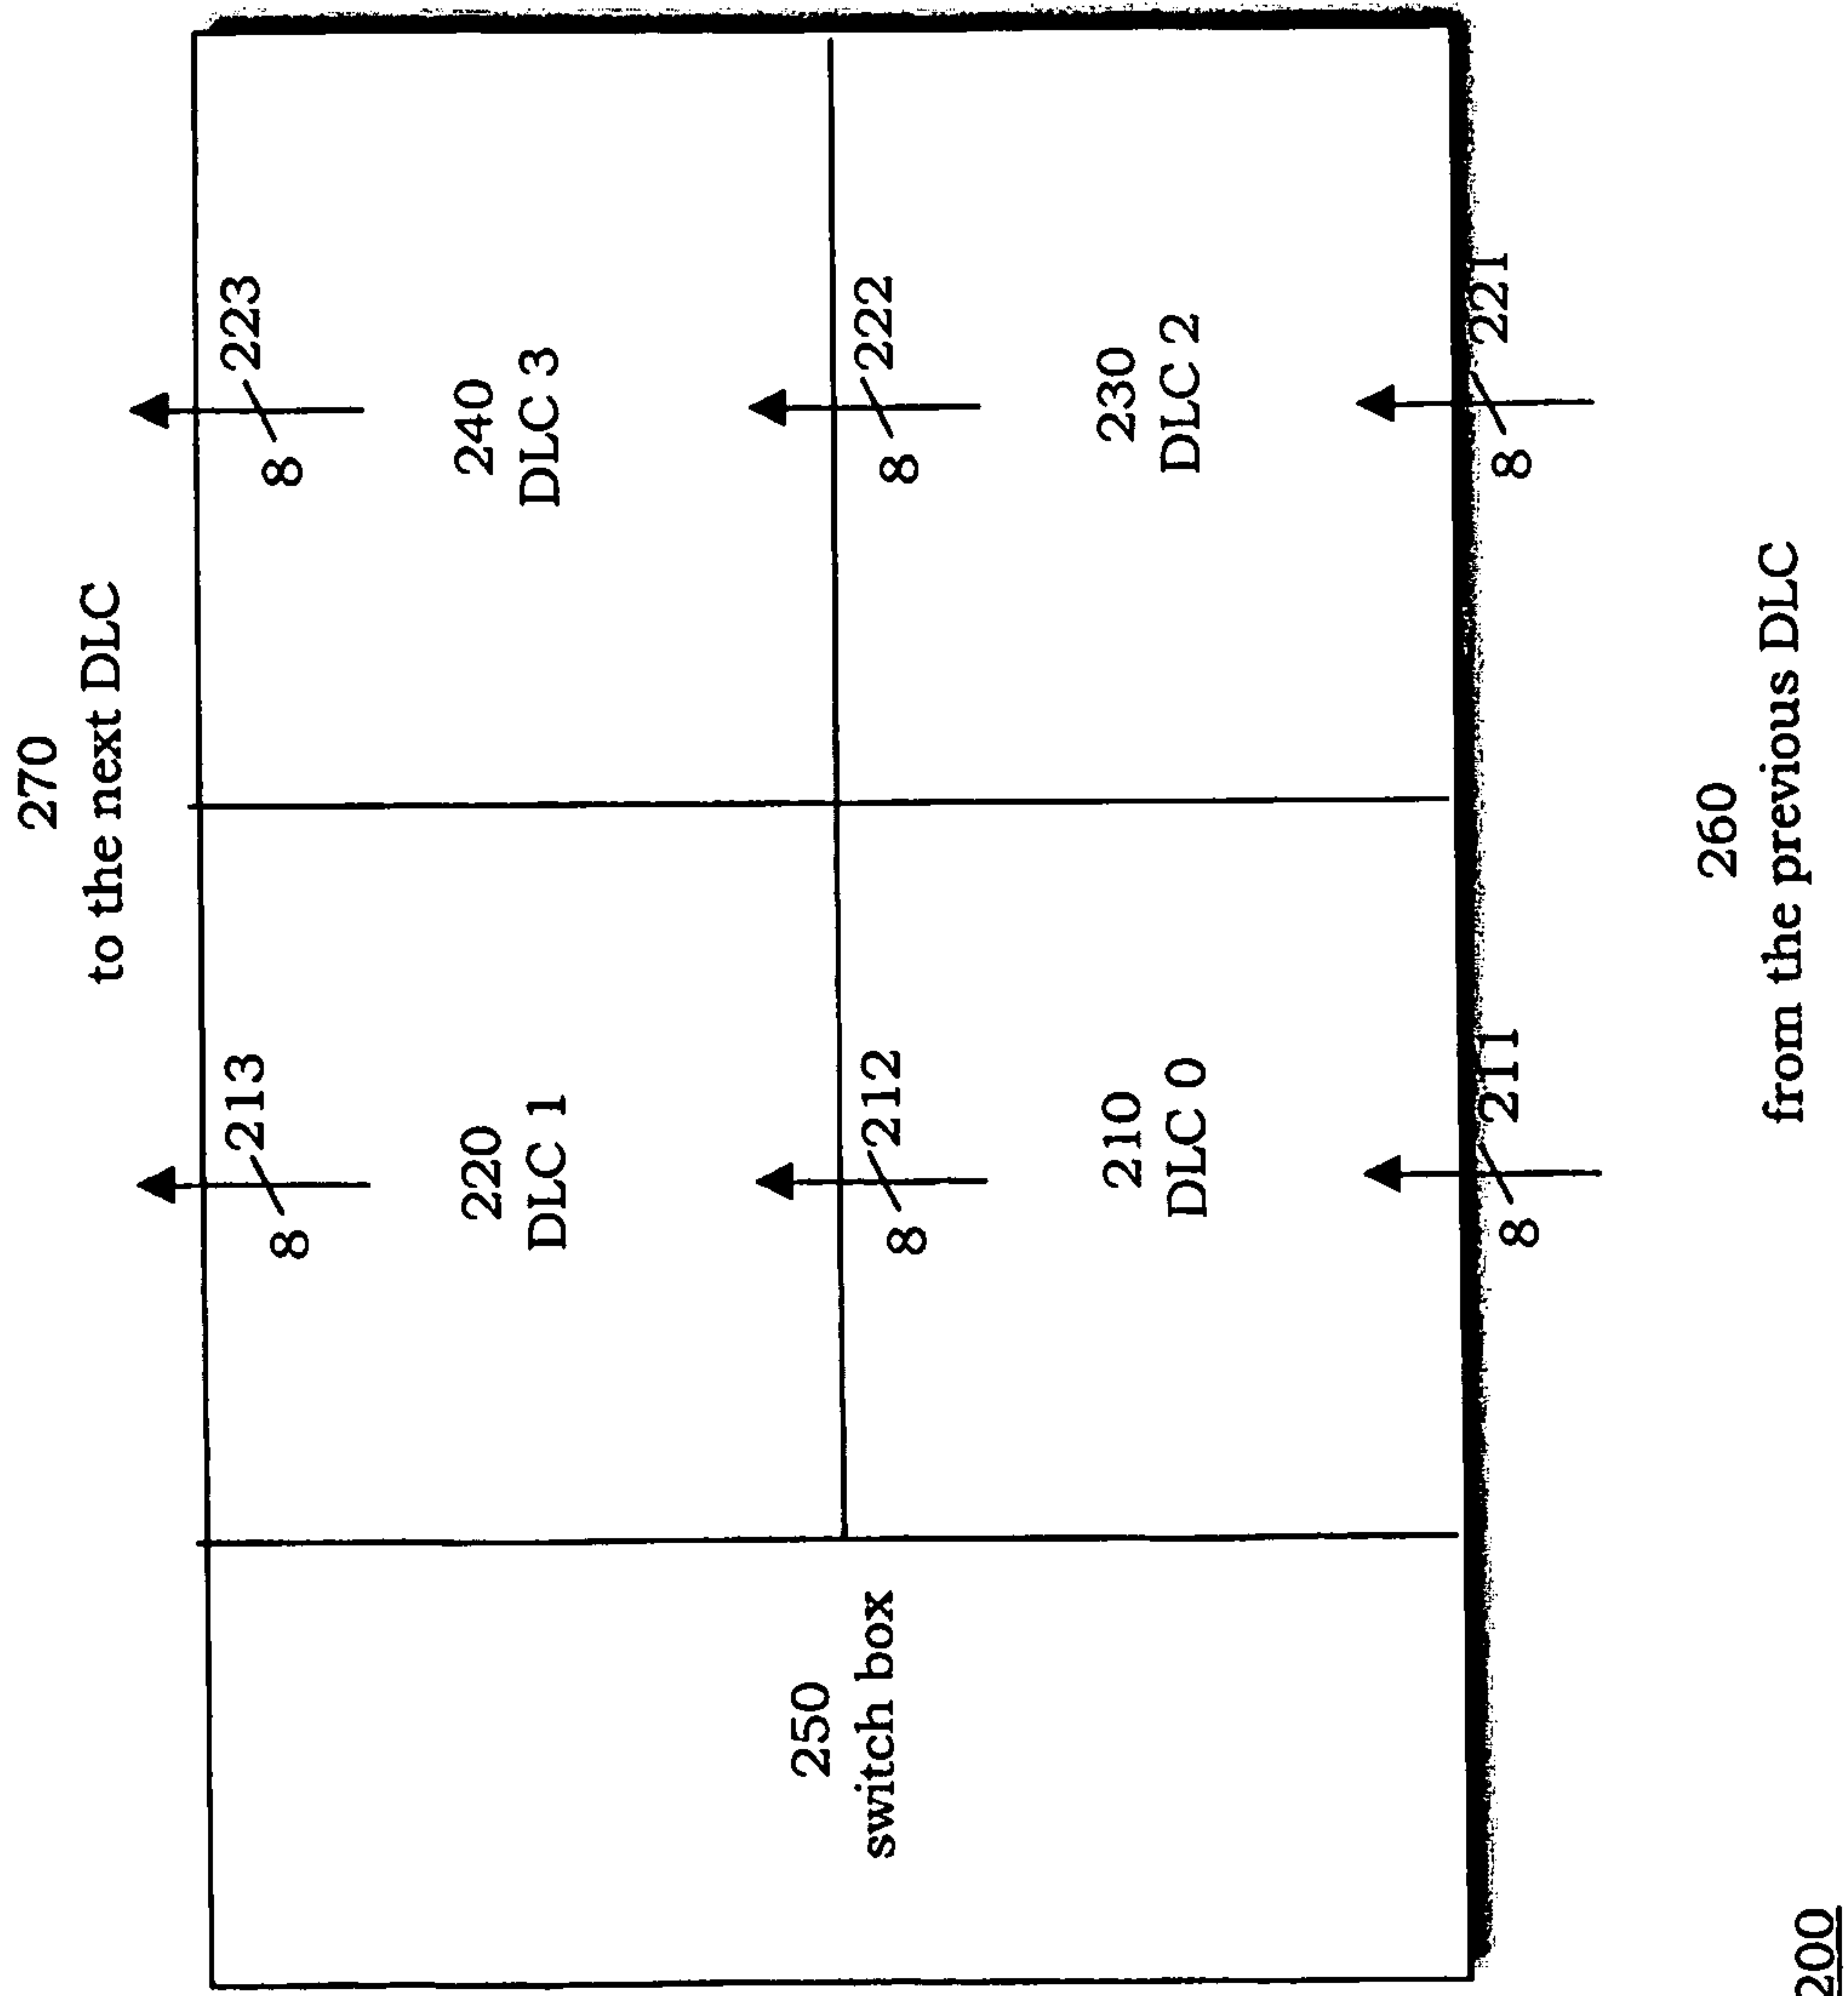 270
to the next DLC
213
8
223
8
220
DLC 1
240
DLC 3
250
switch box
212
8
222
8
210
DLC 0
230
DLC 2
211
8
221
8
260
from the previous DLC
200